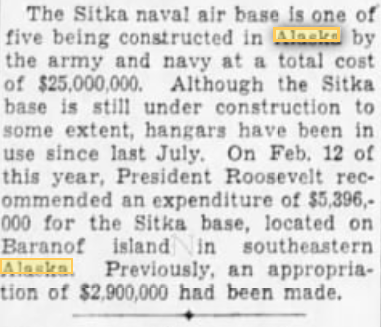 The Sitka naval air base is one of
five being constructed in Alaska by
the army and navy at a total cost
of $25,000,000. Although the Sitka
base is still under construction to
some extent, hangars have been in
use since last July. On Feb. 12 of
this year, President Roosevelt rec-
ommended an expenditure of $5,396,-
000 for the Sitka base, located on
Baranof island in southeastern
Alaska. Previously, an appropria-
tion of $2,900,000 had been made.